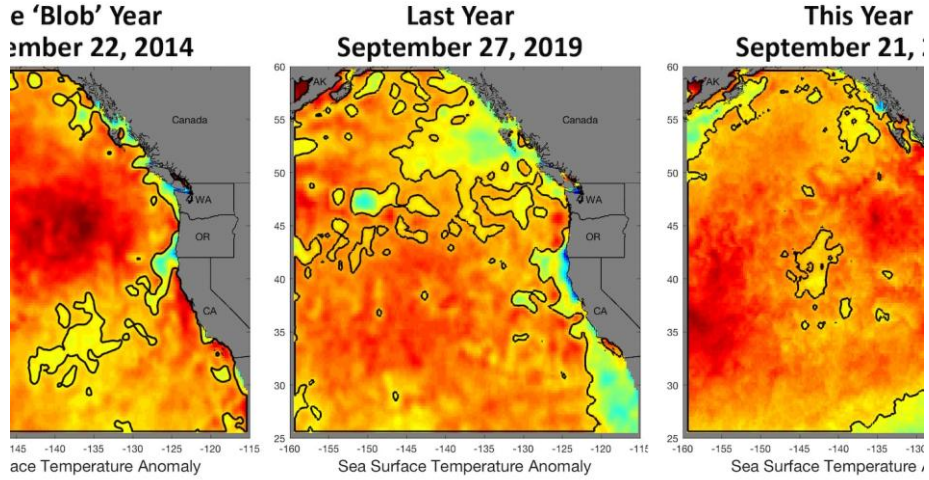 e ‘Blob’ Year
ember 22, 2014
Canada
WA
OR
CA
-145 -140 -135 -130 -125 -120 -115
ace Temperature Anomaly
Last Year
September 27, 2019
60
55
50
45
40
35
30
25
AK
Canada
WA
OR
CA
-160 -155 -150 -145 -140 -135 -130 -125 -120 -115
Sea Surface Temperature Anomaly
This Year
September 21, 2
60
55
50
45
40
35
30
25
AK
-160 -155 -150 -145 -140 -135 -130
Sea Surface Temperature A